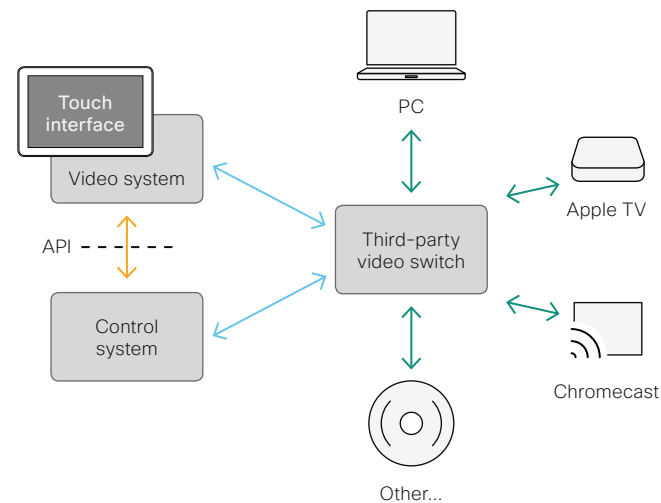 Touch
interface
Video system
API
Control
system
PC
Third-party
video switch
Apple TV
Chromecast
Other...